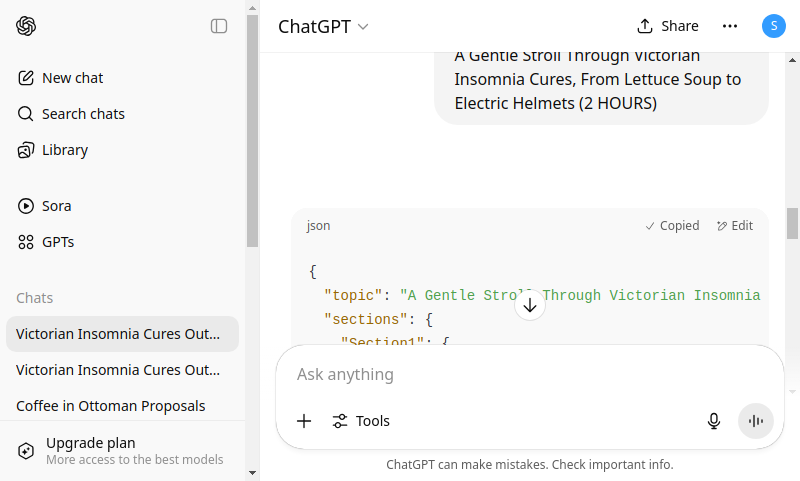 ChatGPT
Share
S
New chat
Search chats
Library
Sora
GPTs
Chats
Victorian Insomnia Cures Out...
Victorian Insomnia Cures Out...
Coffee in Ottoman Proposals
Upgrade plan
More access to the best models
A Gentle Stroll Through Victorian
Insomnia Cures, From Lettuce Soup to
Electric Helmets (2 HOURS)
json
Copied
Edit
{
"topic": "A Gentle Stroll Through Victorian Insomnia
"sections": {
"Section1": {
Ask anything
Tools
ChatGPT can make mistakes. Check important info.